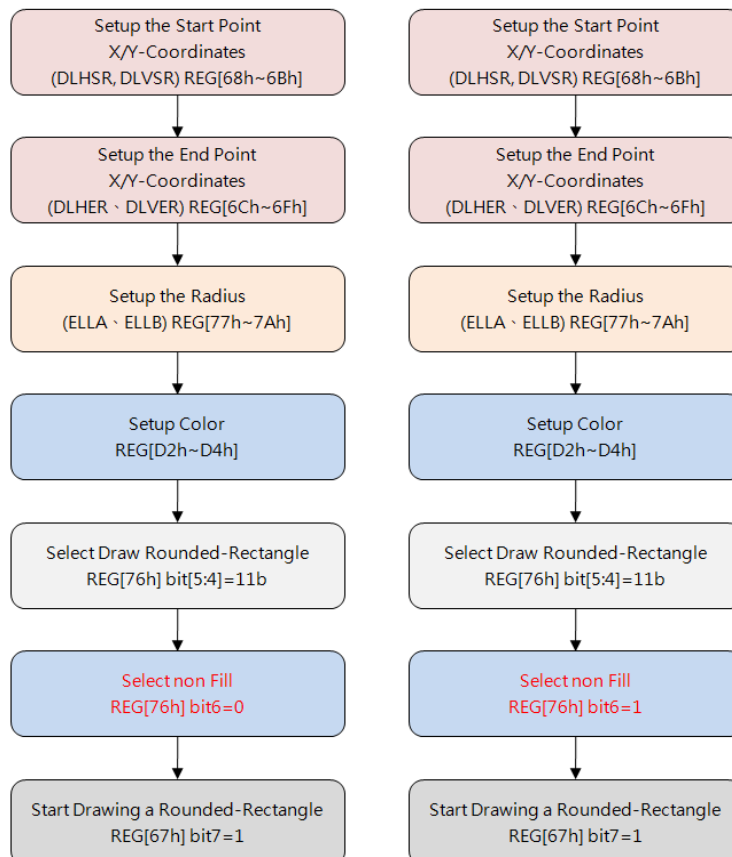 Setup the Start Point
X/Y-Coordinates
(DLHSR, DLVSR) REG[68h~6Bh]
Setup the End Point
X/Y-Coordinates
(DLHER、DLVER) REG[6Ch~6Fh]
Setup the Radius
(ELLA、ELLB) REG[77h~7Ah]
Setup Color
REG[D2h~D4h]
Select Draw Rounded-Rectangle
REG[76h] bit[5:4]=11b
Select non Fill
REG[76h] bit6=0
Start Drawing a Rounded-Rectangle
REG[67h] bit7=1
Setup the Start Point
X/Y-Coordinates
(DLHSR, DLVSR) REG[68h~6Bh]
Setup the End Point
X/Y-Coordinates
(DLHER、DLVER) REG[6Ch~6Fh]
Setup the Radius
(ELLA、ELLB) REG[77h~7Ah]
Setup Color
REG[D2h~D4h]
Select Draw Rounded-Rectangle
REG[76h] bit[5:4]=11b
Select non Fill
REG[76h] bit6=1
Start Drawing a Rounded-Rectangle
REG[67h] bit7=1